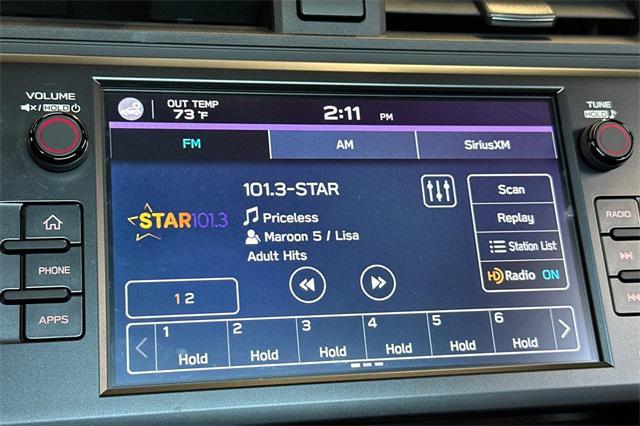 VOLUME
HOLD
OUT TEMP
73 °F
2:11 PM
TUNE
HOLD
FM
AM
SiriusXM
101.3-STAR
STAR101.3
Priceless
Maroon 5 / Lisa
Adult Hits
Scan
Replay
Station List
HD Radio ON
1 2
1 Hold
2 Hold
3 Hold
4 Hold
5 Hold
6 Hold
PHONE
APPS
RADIO